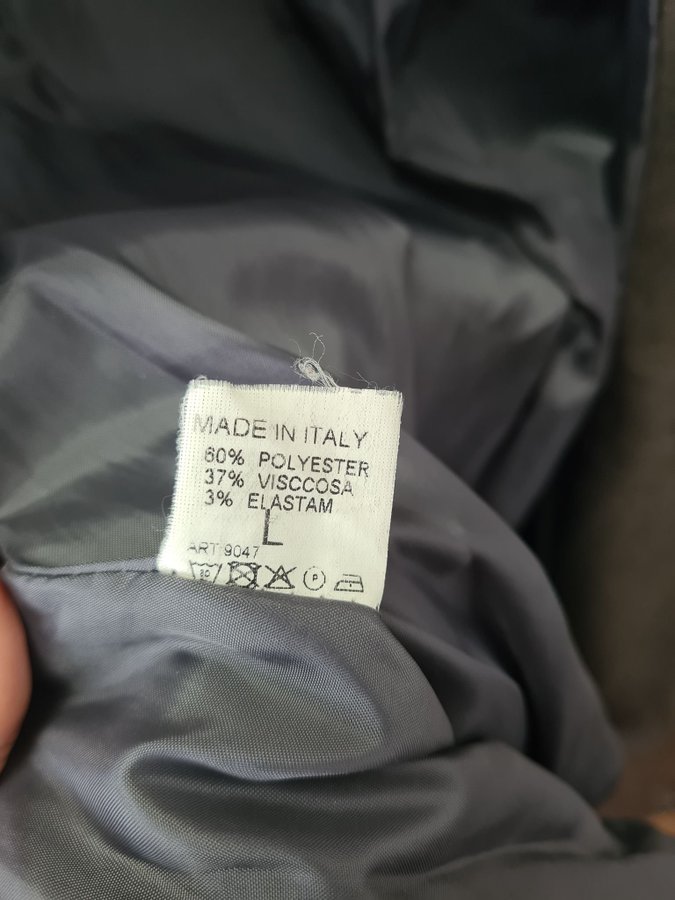 MADE IN ITALY
60% POLYESTER
37% VISCCOSA
3% ELASTAM
L
ART 9047
P